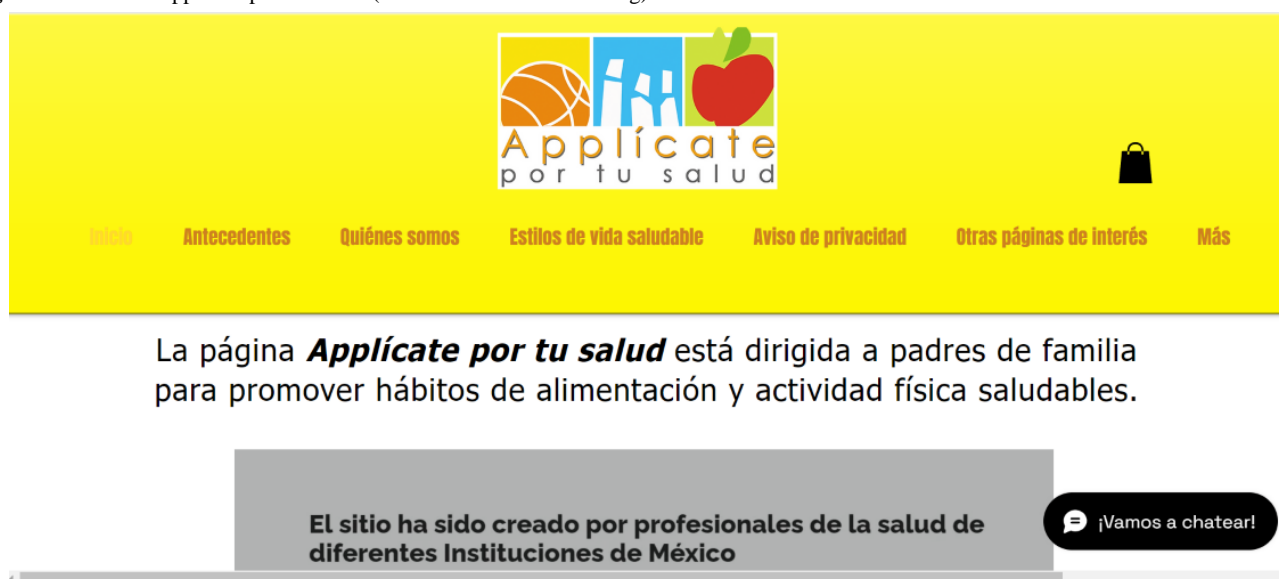 Applícate
por tu salud
Inicio Antecedentes Quiénes somos Estilos de vida saludable Aviso de privacidad Otras páginas de interés Más
La página Applícate por tu salud está dirigida a padres de familia
para promover hábitos de alimentación y actividad física saludables.
El sitio ha sido creado por profesionales de la salud de
diferentes Instituciones de México
¡Vamos a chatear!